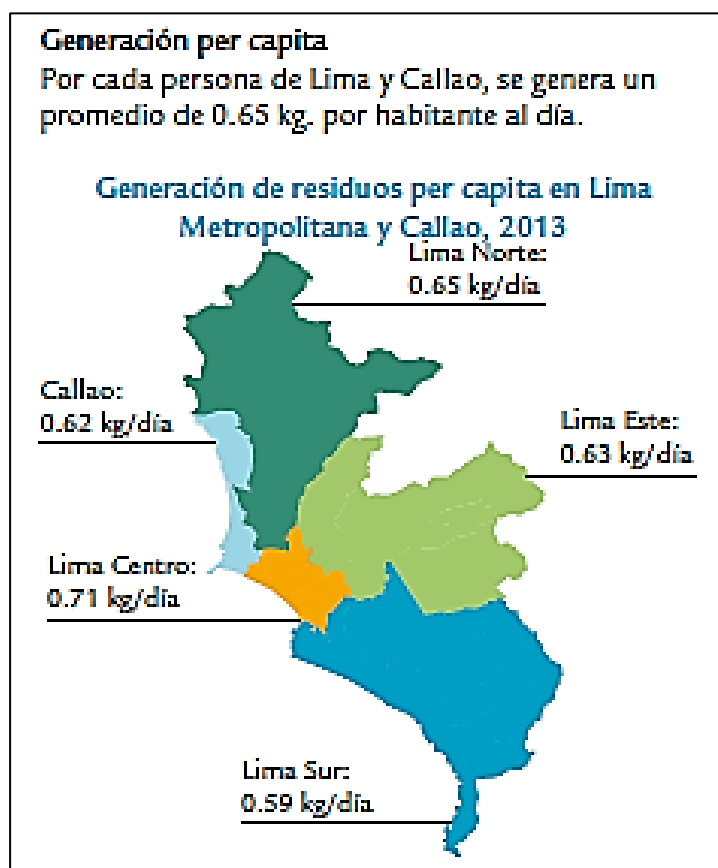 Generación per capita
Por cada persona de Lima y Callao, se genera un
promedio de 0.65 kg. por habitante al día.
Generación de residuos per capita en Lima
Metropolitana y Callao, 2013
Lima Norte:
0.65 kg/día
Callao:
0.62 kg/día
Lima Este:
0.63 kg/día
Lima Centro:
0.71 kg/día
Lima Sur:
0.59 kg/día